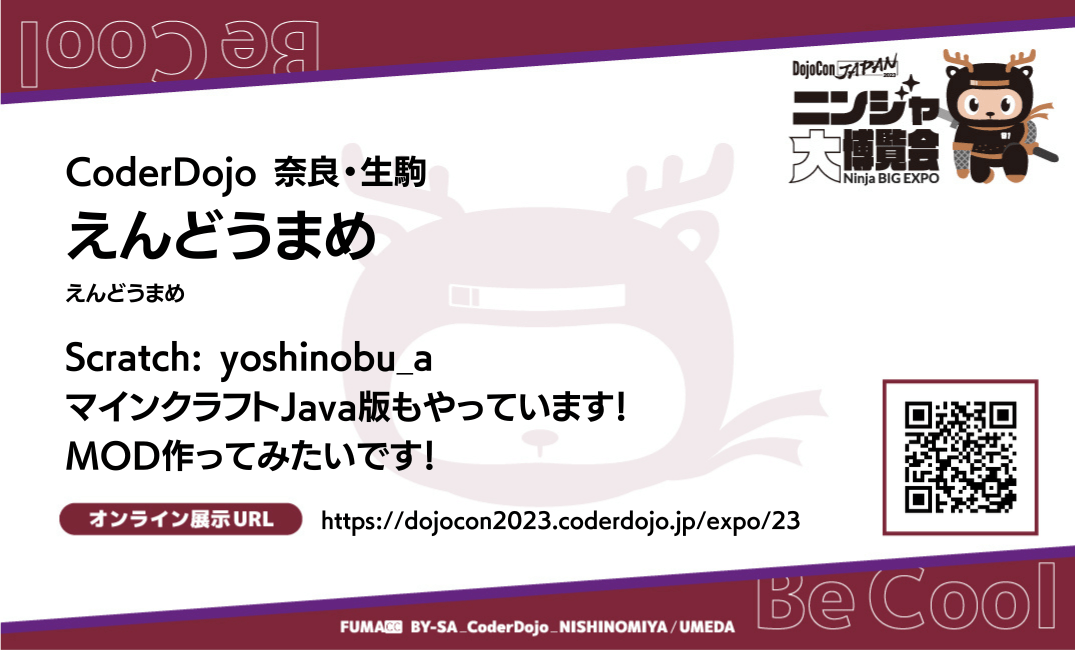 Be Cool
DojoCon JAPAN 2023
ニンジャ
大博覧会
Ninja BIG EXPO
CoderDojo 奈良・生駒
えんどうまめ
えんどうまめ
Scratch: yoshinobu_a
マインクラフトJava版もやっています!
MOD作ってみたいです!
オンライン展示URL https://dojocon2023.coderdojo.jp/expo/23
Be Cool
FUMA CC BY-SA_CoderDojo_NISHINOMIYA/UMEDA